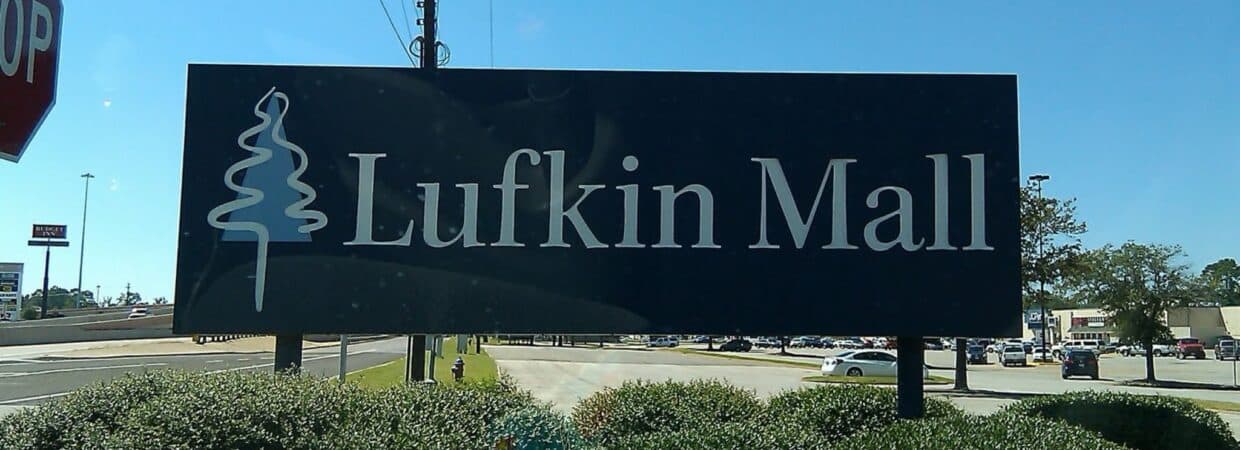 OP
Lufkin Mall
BUDGET
INN